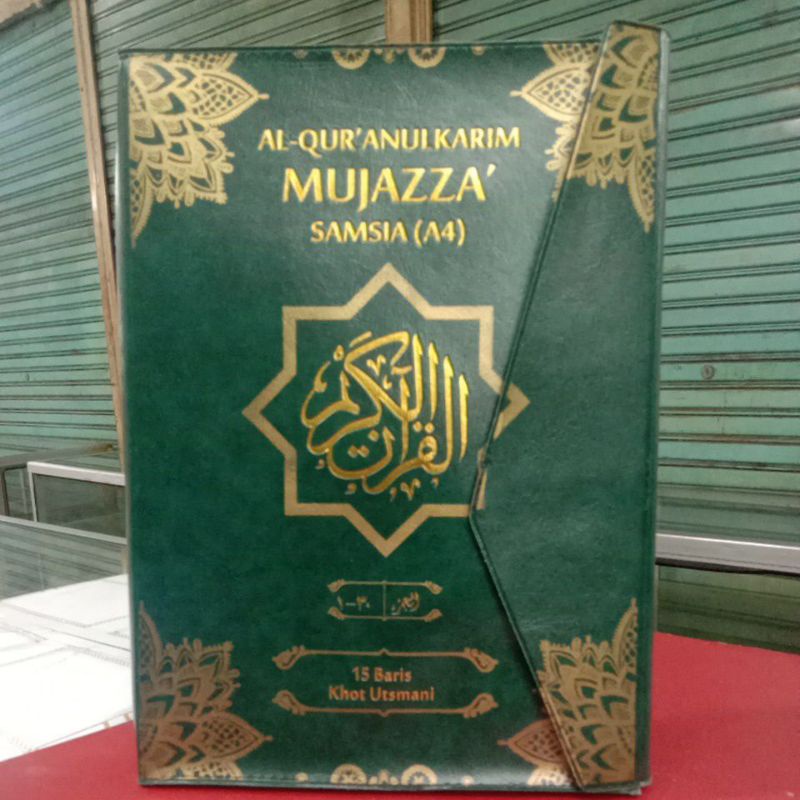 AL-QUR'ANULKARIM
MUJAZZA'
SAMSIA (A4)
القرآن الكريم
الجزء ١-٣٠
15 Baris
Khot Utsmani